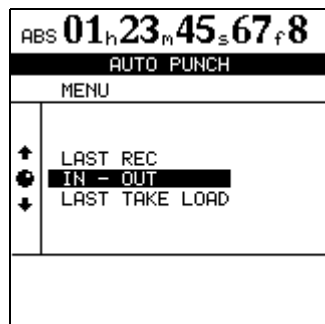 ABS 01h23m45s67f8
AUTO PUNCH
MENU
LAST REC
IN - OUT
LAST TAKE LOAD